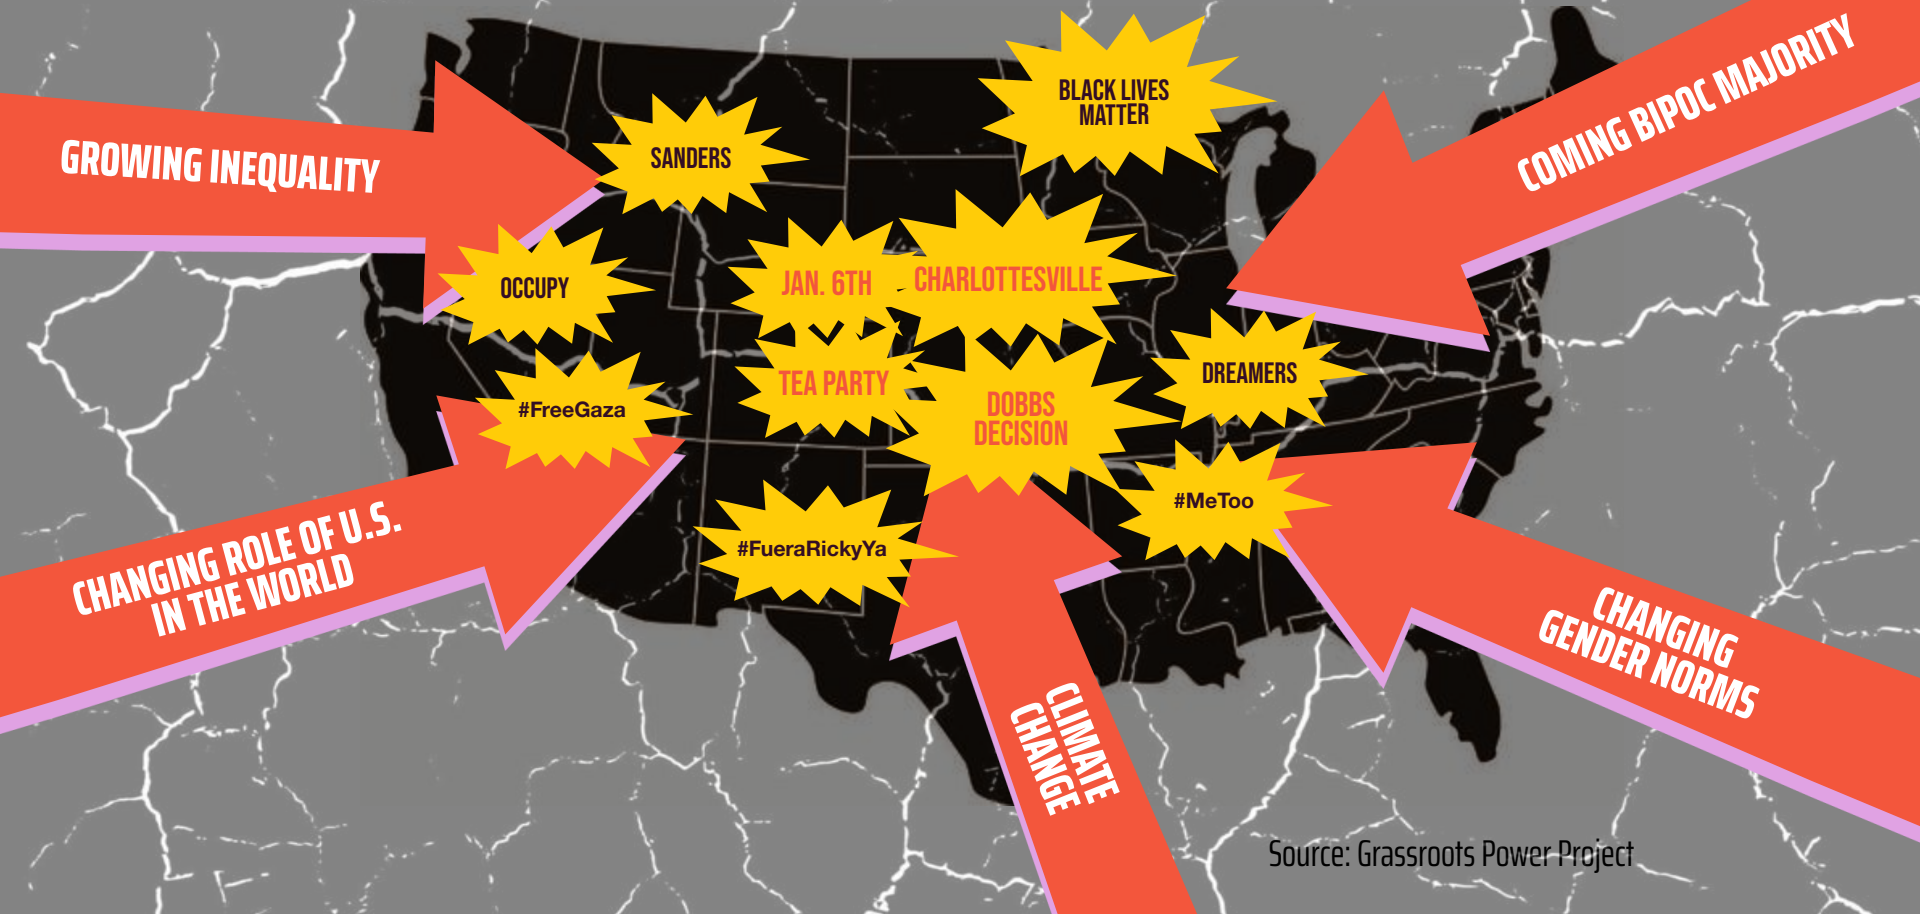 BLACK LIVES
MATTER
COMING BIPOC MAJORITY
GROWING INEQUALITY
SANDERS
OCCUPY
JAN. 6TH
CHARLOTTESVILLE
DREAMERS
#FreeGaza
TEA PARTY
DOBBS
DECISION
#MeToo
#FueraRickyYa
CHANGING ROLE OF U.S.
IN THE WORLD
CHANGING
GENDER NORMS
CLIMATE
CHANGE
Source: Grassroots Power Project